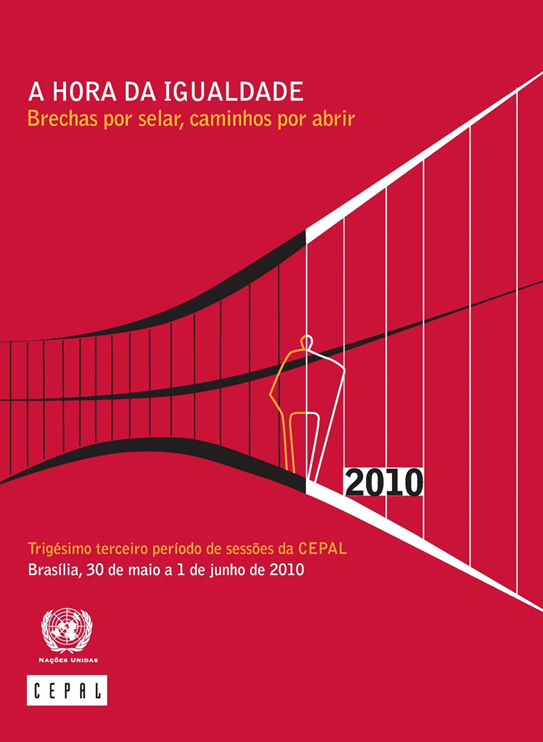 A HORA DA IGUALDADE
Brechas por selar, caminhos por abrir
2010
Trigésimo terceiro período de sessões da CEPAL
Brasília, 30 de maio a 1 de junho de 2010
NAÇÕES UNIDAS
CEPAL